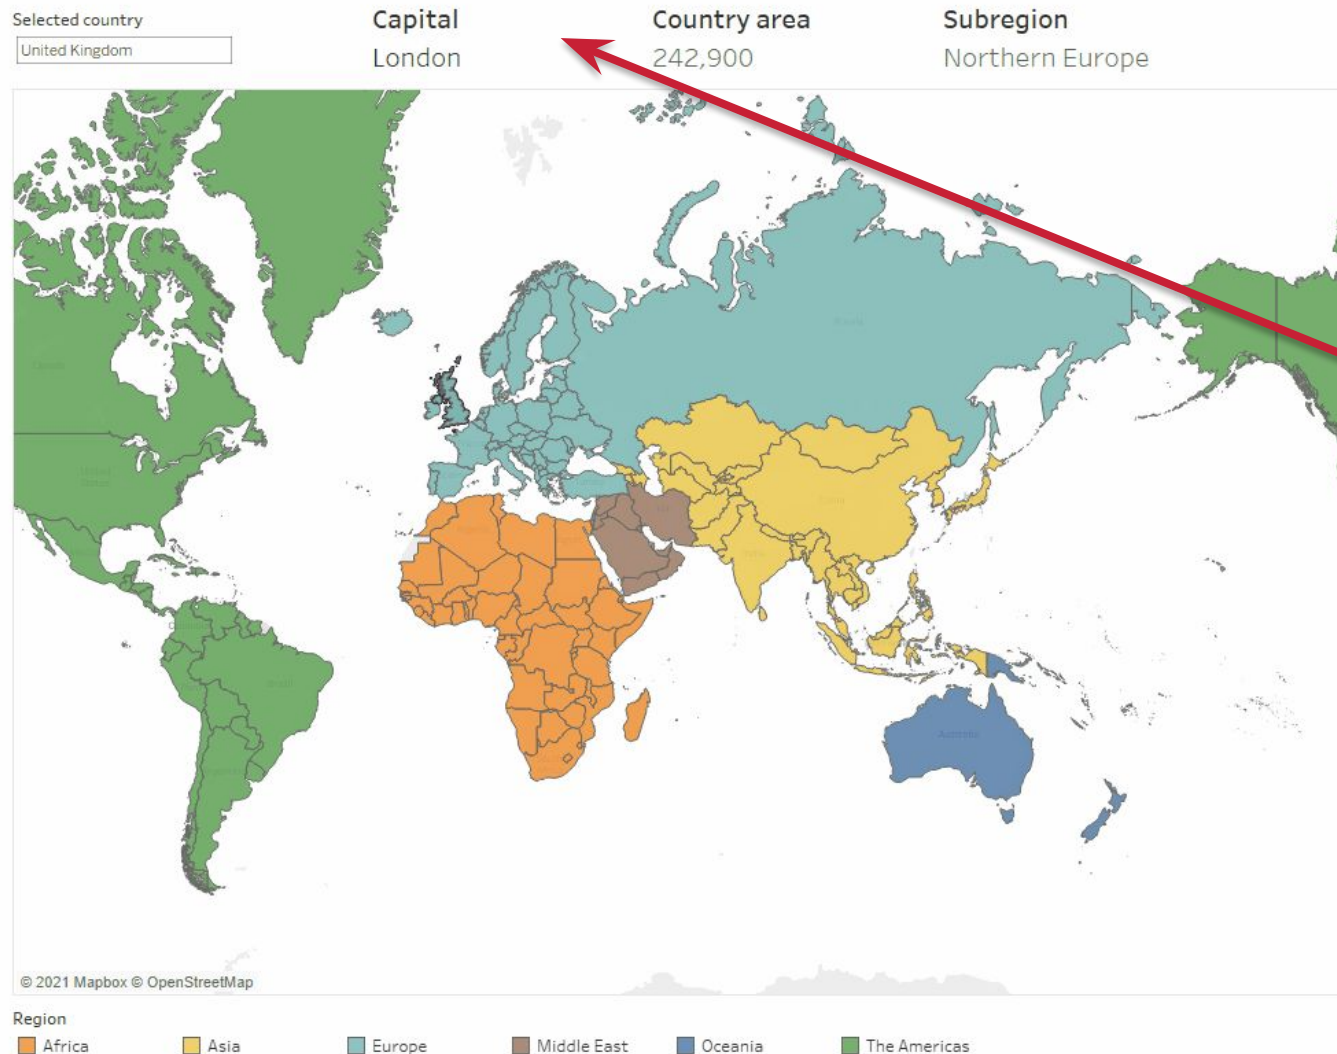 Selected country
United Kingdom
Capital
London
Country area
242,900
Subregion
Northern Europe
Australia
© 2021 Mapbox © OpenStreetMap
Region
Africa
Asia
Europe
Middle East
Oceania
The Americas